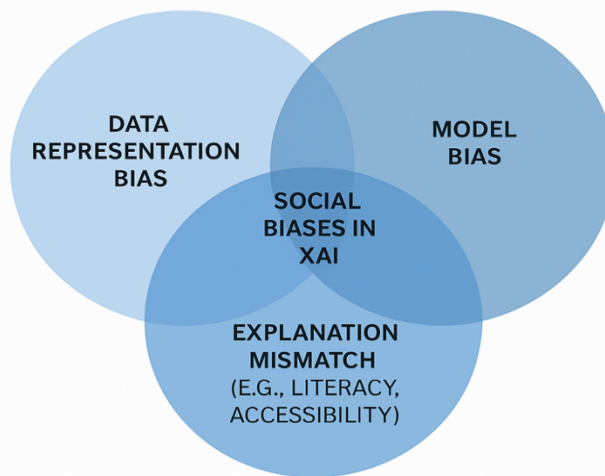 DATA
REPRESENTATION
BIAS
MODEL
BIAS
SOCIAL
BIASES IN
XAI
EXPLANATION
MISMATCH
(E.G., LITERACY,
ACCESSIBILITY)